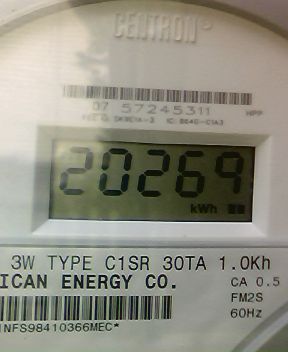 CENTRON®
07 57245311 HPP
20269
kWh
3W TYPE C1SR 30TA 1.0Kh
ICAN ENERGY CO.
CA 0.5
FM2S
60Hz
INFS98410366MEC*